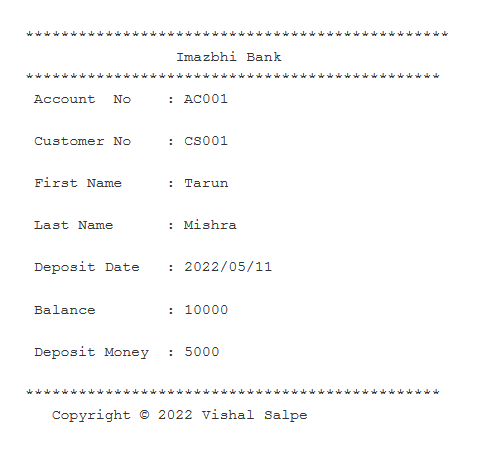 ************************************************
Imazbhi Bank
***********************************************
Account  No    : AC001
Customer No    : CS001
First Name     : Tarun
Last Name      : Mishra
Deposit Date   : 2022/05/11
Balance        : 10000
Deposit Money  : 5000
***********************************************
Copyright © 2022 Vishal Salpe